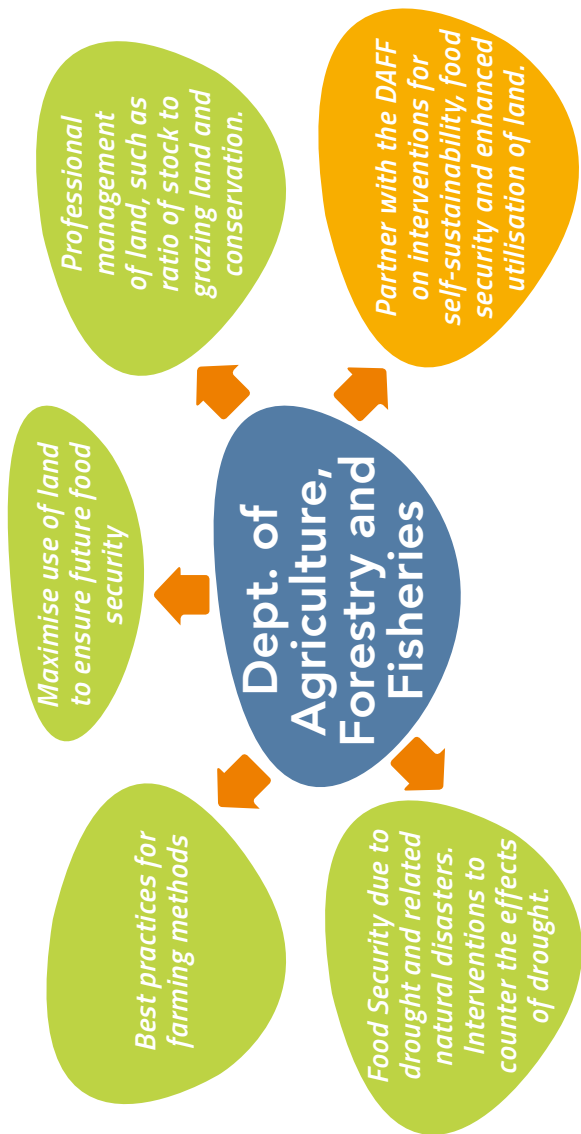 Best practices for
farming methods
Maximise use of land
to ensure future food
security
Professional
management
of land, such as
ratio of stock to
grazing land and
conservation.
Dept. of
Agriculture,
Forestry and
Fisheries
Food Security due to
drought and related
natural disasters.
Interventions to
counter the effects
of drought.
Partner with the DAFF
on interventions for
self-sustainability, food
security and enhanced
utilisation of land.